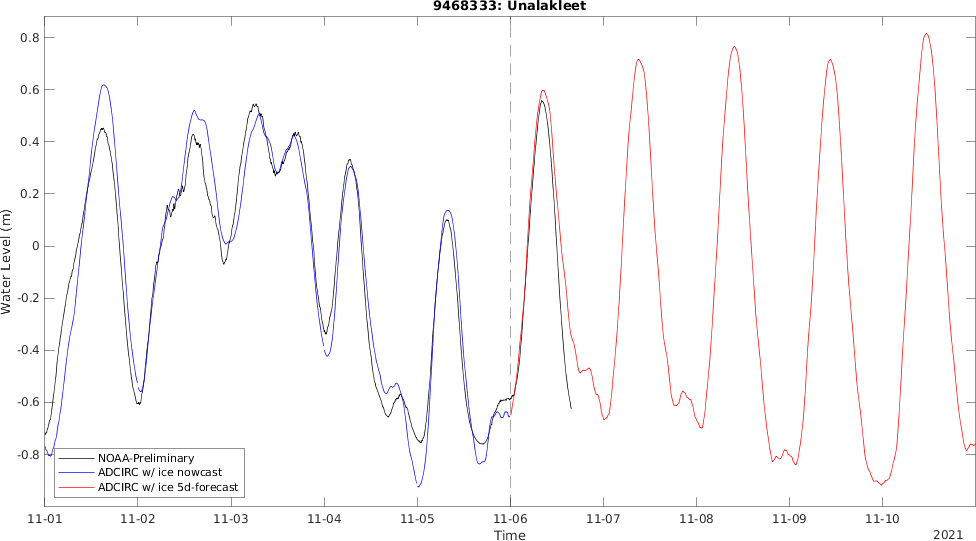 9468333: Unalakleet
Water Level (m)
0.8
0.6
0.4
0.2
0
-0.2
-0.4
-0.6
-0.8
NOAA-Preliminary
ADCIRC w/ ice nowcast
ADCIRC w/ ice 5d-forecast
11-01 11-02 11-03 11-04 11-05 11-06 11-07 11-08 11-09 11-10
Time
2021